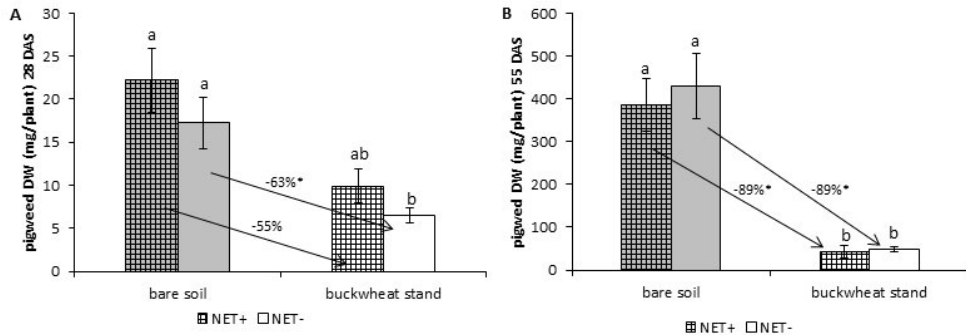 A
pigweed DW (mg/plant) 28 DAS
30
25
20
15
10
5
0
a
a
ab
b
-63%*
-55%
bare soil
buckwheat stand
NET+
NET-
B
pigwed DW (mg/plant) 55 DAS
600
500
400
300
200
100
0
a
a
b
b
-89%*
-89%*
bare soil
buckwheat stand
NET+
NET-